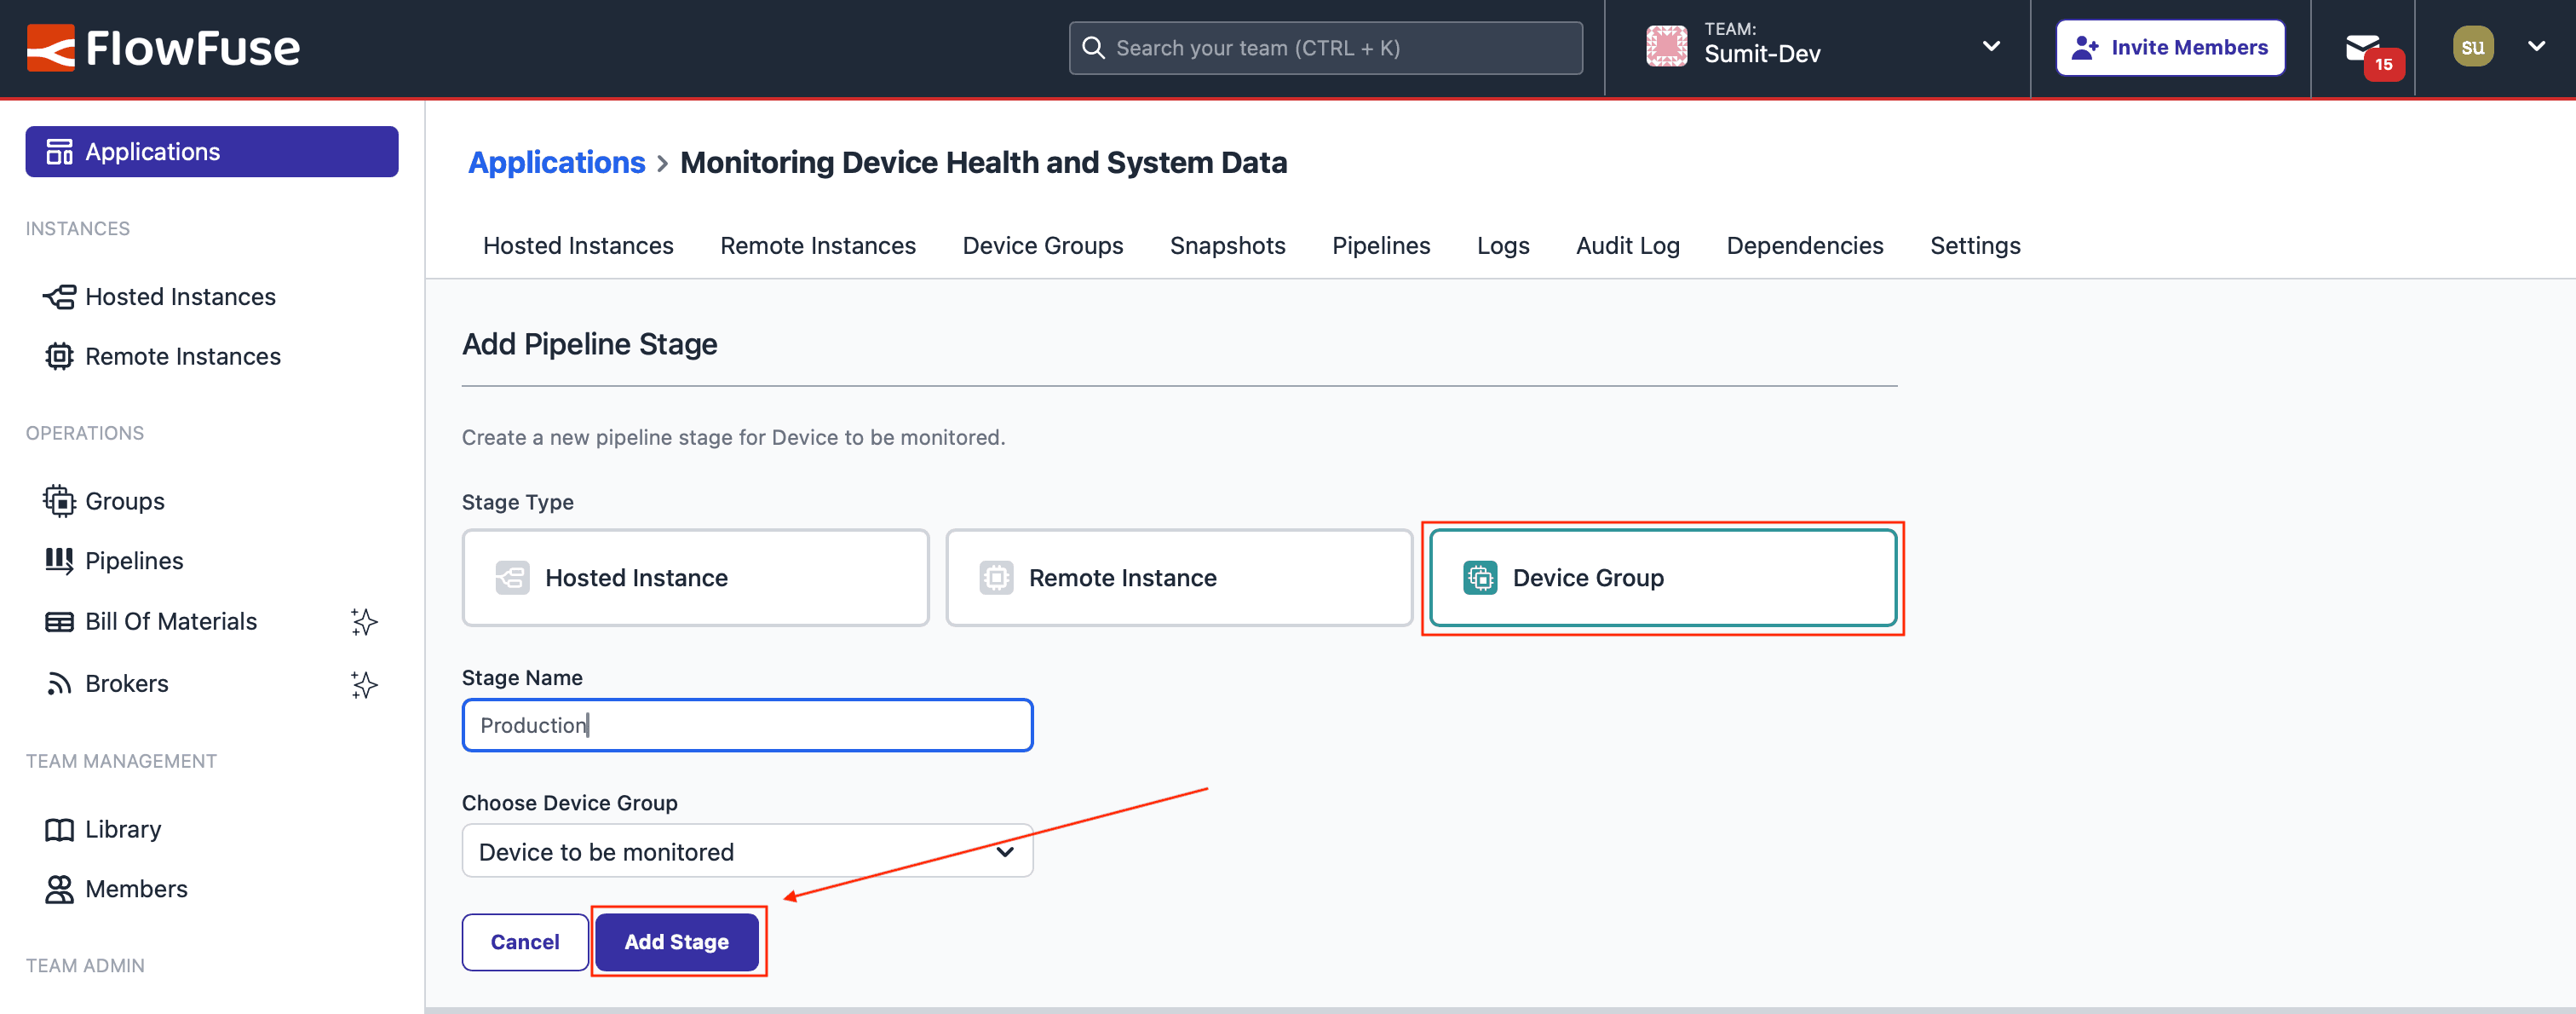 FlowFuse
Search your team (CTRL + K)
TEAM:
Sumit-Dev
Invite Members
15
su
Applications
INSTANCES
Hosted Instances
Remote Instances
OPERATIONS
Groups
Pipelines
Bill Of Materials
Brokers
TEAM MANAGEMENT
Library
Members
TEAM ADMIN
Applications > Monitoring Device Health and System Data
Hosted Instances Remote Instances Device Groups Snapshots Pipelines Logs Audit Log Dependencies Settings
Add Pipeline Stage
Create a new pipeline stage for Device to be monitored.
Stage Type
Hosted Instance Remote Instance Device Group
Stage Name
Production
Choose Device Group
Device to be monitored
Cancel Add Stage